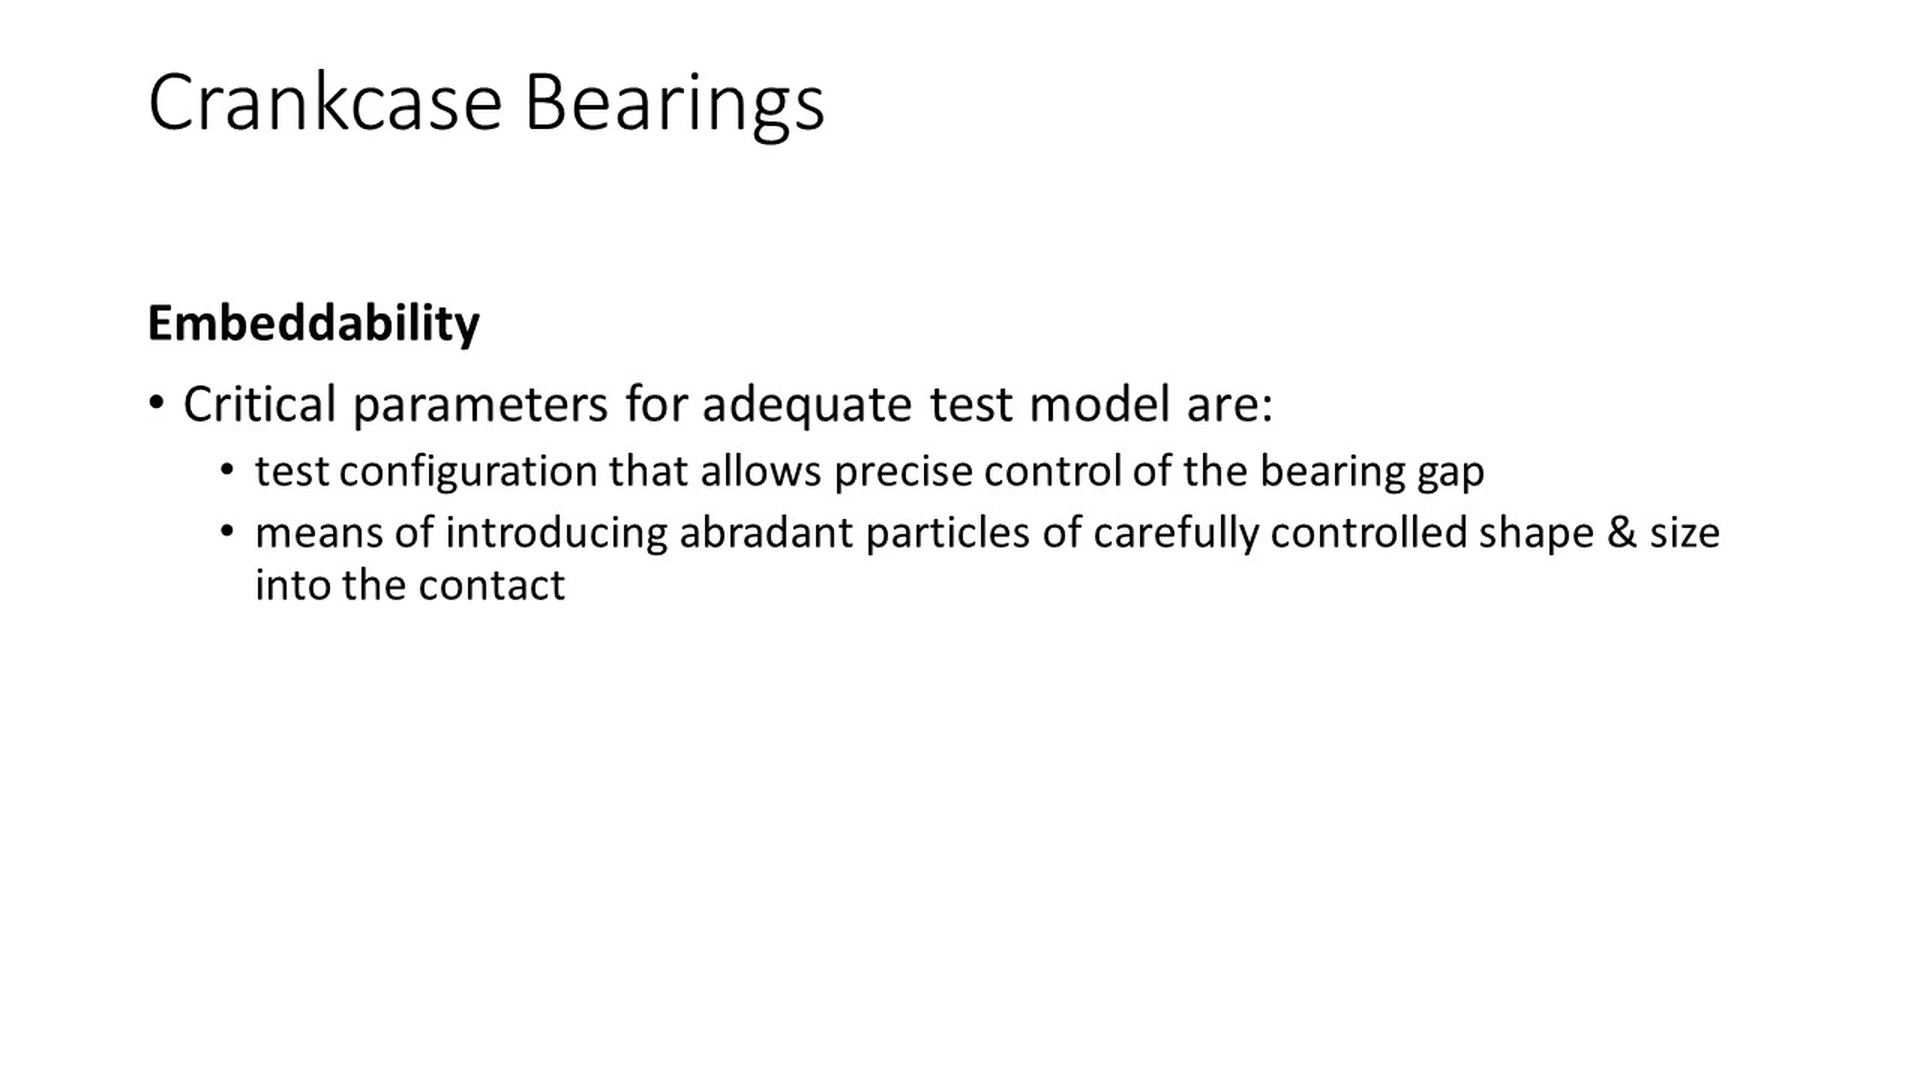 Crankcase Bearings
Embeddability
• Critical parameters for adequate test model are:
• test configuration that allows precise control of the bearing gap
• means of introducing abradant particles of carefully controlled shape & size
into the contact